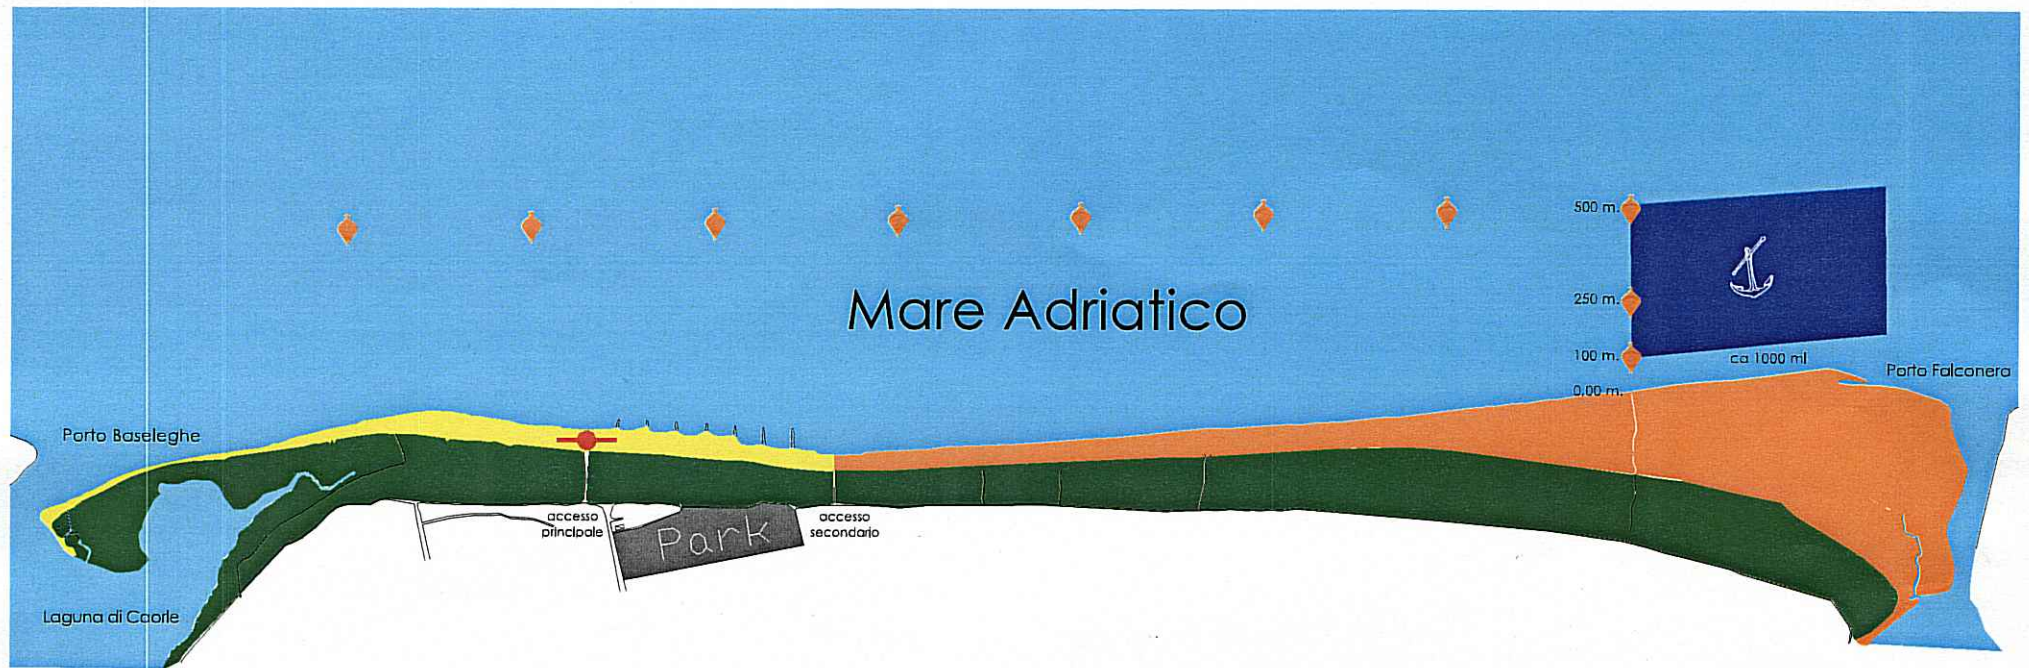 500 m.
Mare Adriatico
250 m.
100 m.
ca 1000 ml
Porto Falconera
0,00 m.
Porto Baseleghe
accesso
principale
Park
accesso
secondario
Laguna di Caorle